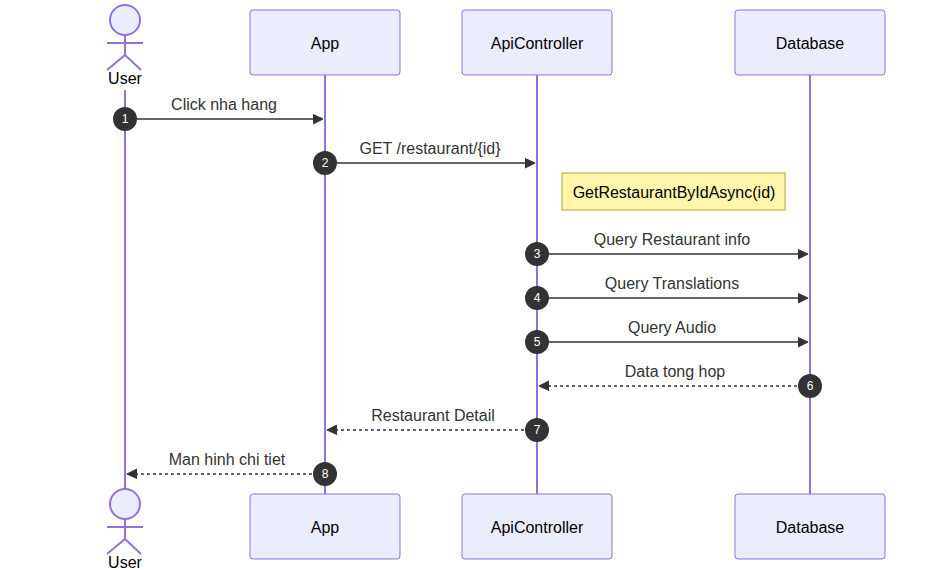 User
App
ApiController
Database
Click nha hang
1
GET /restaurant/{id}
2
GetRestaurantByIdAsync(id)
Query Restaurant info
3
Query Translations
4
Query Audio
5
Data tong hop
6
Restaurant Detail
7
Man hinh chi tiet
8
User
App
ApiController
Database